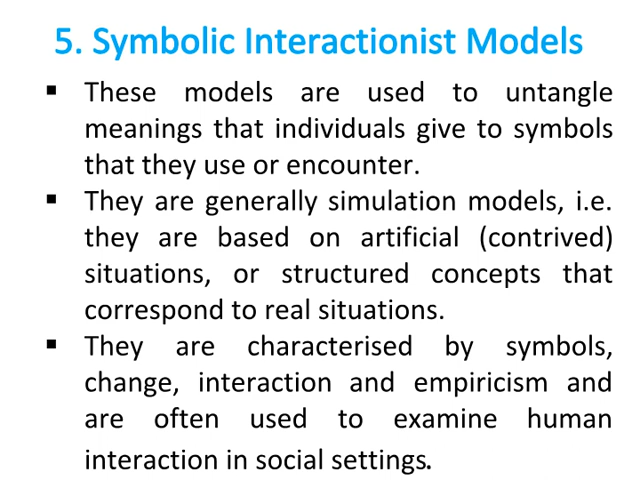 5. Symbolic Interactionist Models
▪ These models are used to untangle
meanings that individuals give to symbols
that they use or encounter.
▪ They are generally simulation models, i.e.
they are based on artificial (contrived)
situations, or structured concepts that
correspond to real situations.
▪ They are characterised by symbols,
change, interaction and empiricism and
are often used to examine human
interaction in social settings.